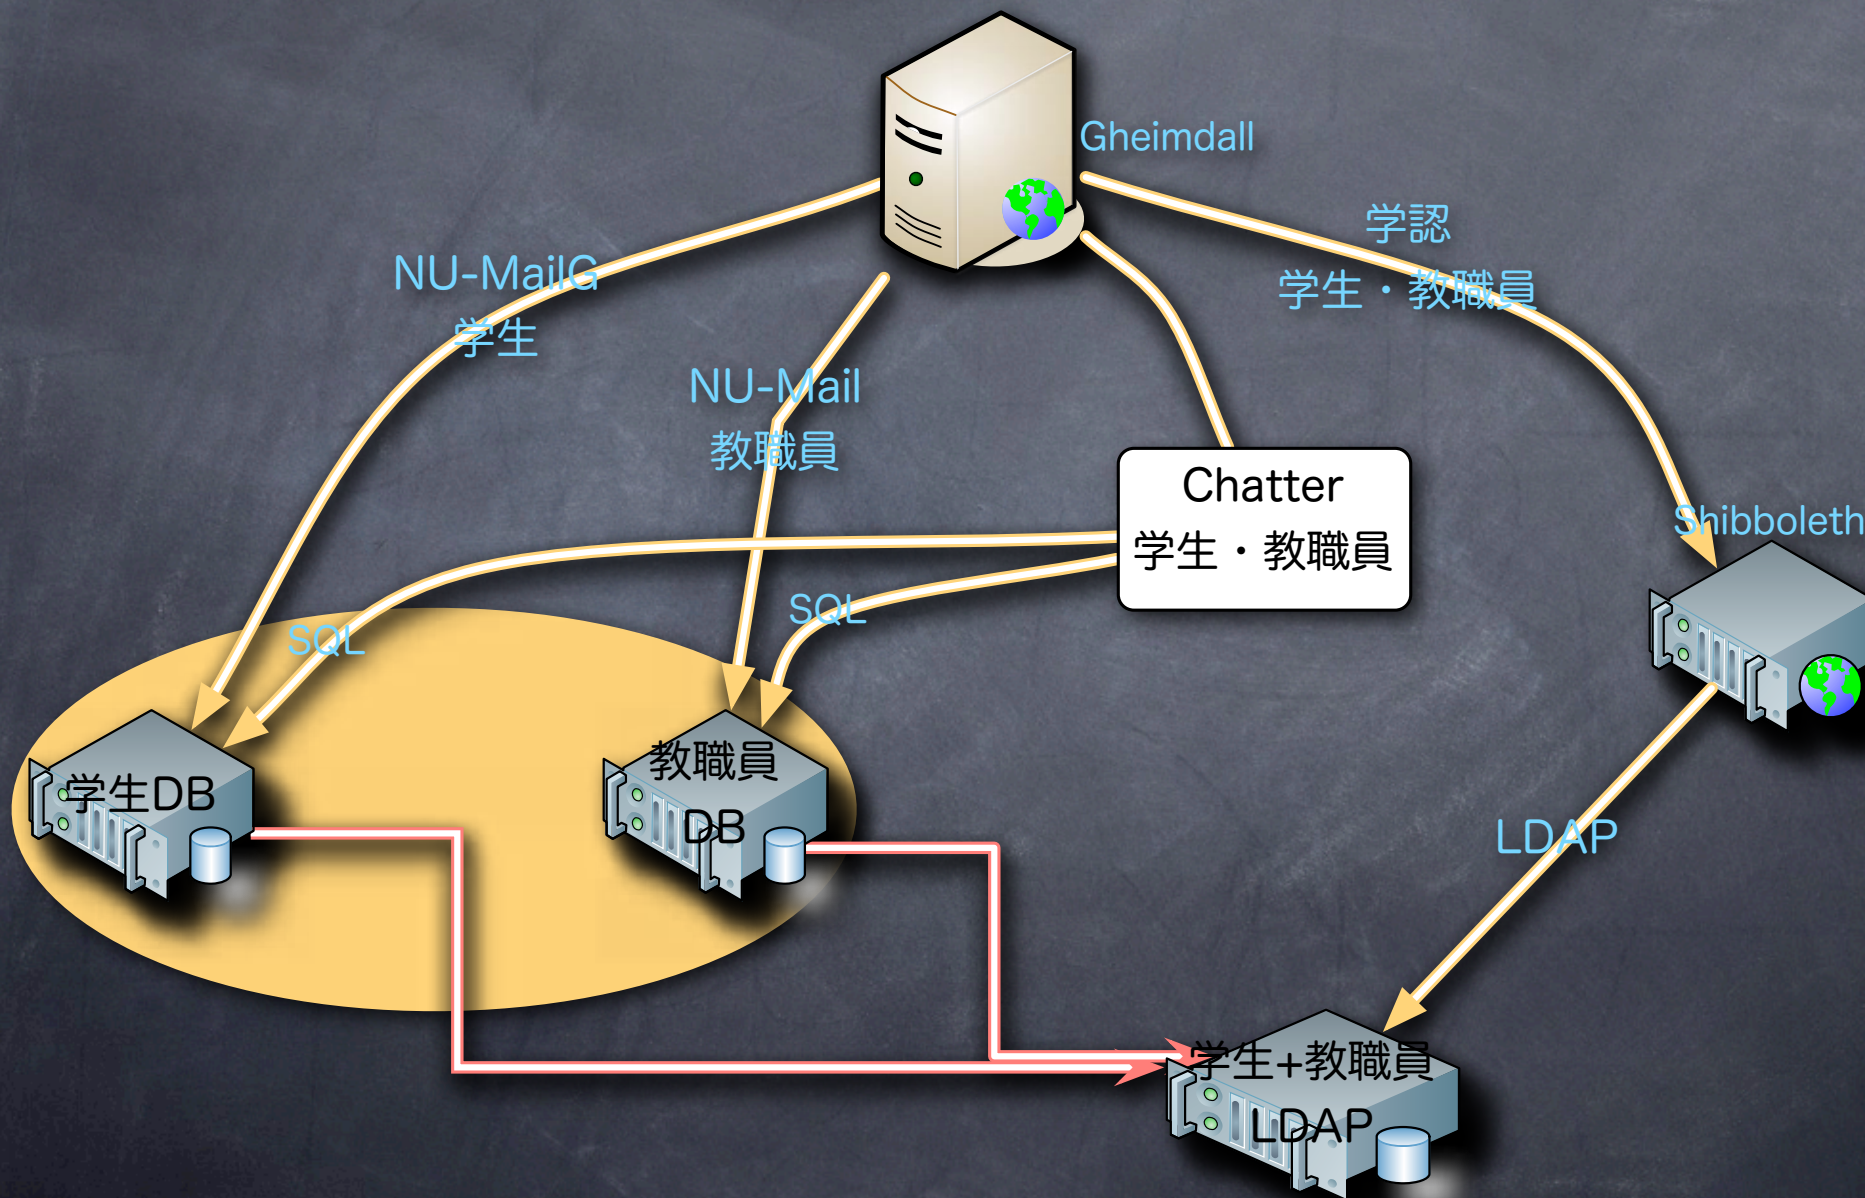 Gheimdall
学認
学生・教職員
NU-MailG
学生
NU-Mail
教職員
Chatter
学生・教職員
Shibboleth
SQL
SQL
学生DB
教職員
DB
LDAP
学生+教職員
LDAP